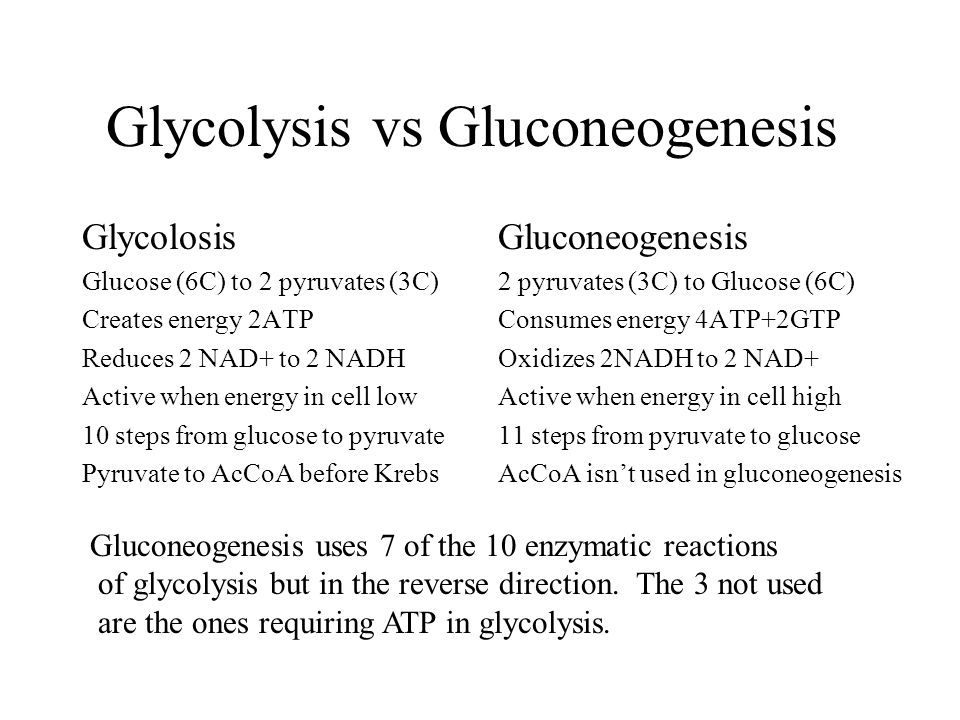 Glycolysis vs Gluconeogenesis
Glycolosis
Glucose (6C) to 2 pyruvates (3C)
Creates energy 2ATP
Reduces 2 NAD+ to 2 NADH
Active when energy in cell low
10 steps from glucose to pyruvate
Pyruvate to AcCoA before Krebs
Gluconeogenesis
2 pyruvates (3C) to Glucose (6C)
Consumes energy 4ATP+2GTP
Oxidizes 2NADH to 2 NAD+
Active when energy in cell high
11 steps from pyruvate to glucose
AcCoA isn’t used in gluconeogenesis
Gluconeogenesis uses 7 of the 10 enzymatic reactions
of glycolysis but in the reverse direction. The 3 not used
are the ones requiring ATP in glycolysis.